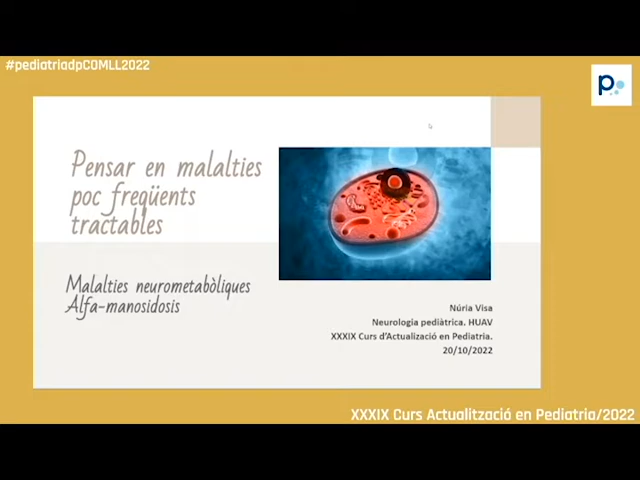 #pediatriadpCOMLL2022
p
Pensar en malalties
poc freqüents
tractables
Malalties neurometabòliques
Alfa-manosidosis
Núria Visa
Neurologia pediàtrica. HUAV
XXXIX Curs d'Actualizació en Pediatria.
20/10/2022
XXXIX Curs Actualització en Pediatria/2022